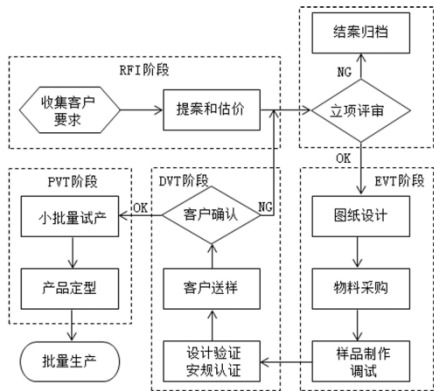 结案归档
RFI阶段
NG
收集客户
要求
提案和估价
立项评审
OK
PVT阶段
DVT阶段
EVT阶段
小批量试产
OK
客户确认
NG
图纸设计
产品定型
客户送样
物料采购
批量生产
设计验证
安规认证
样品制作
调试